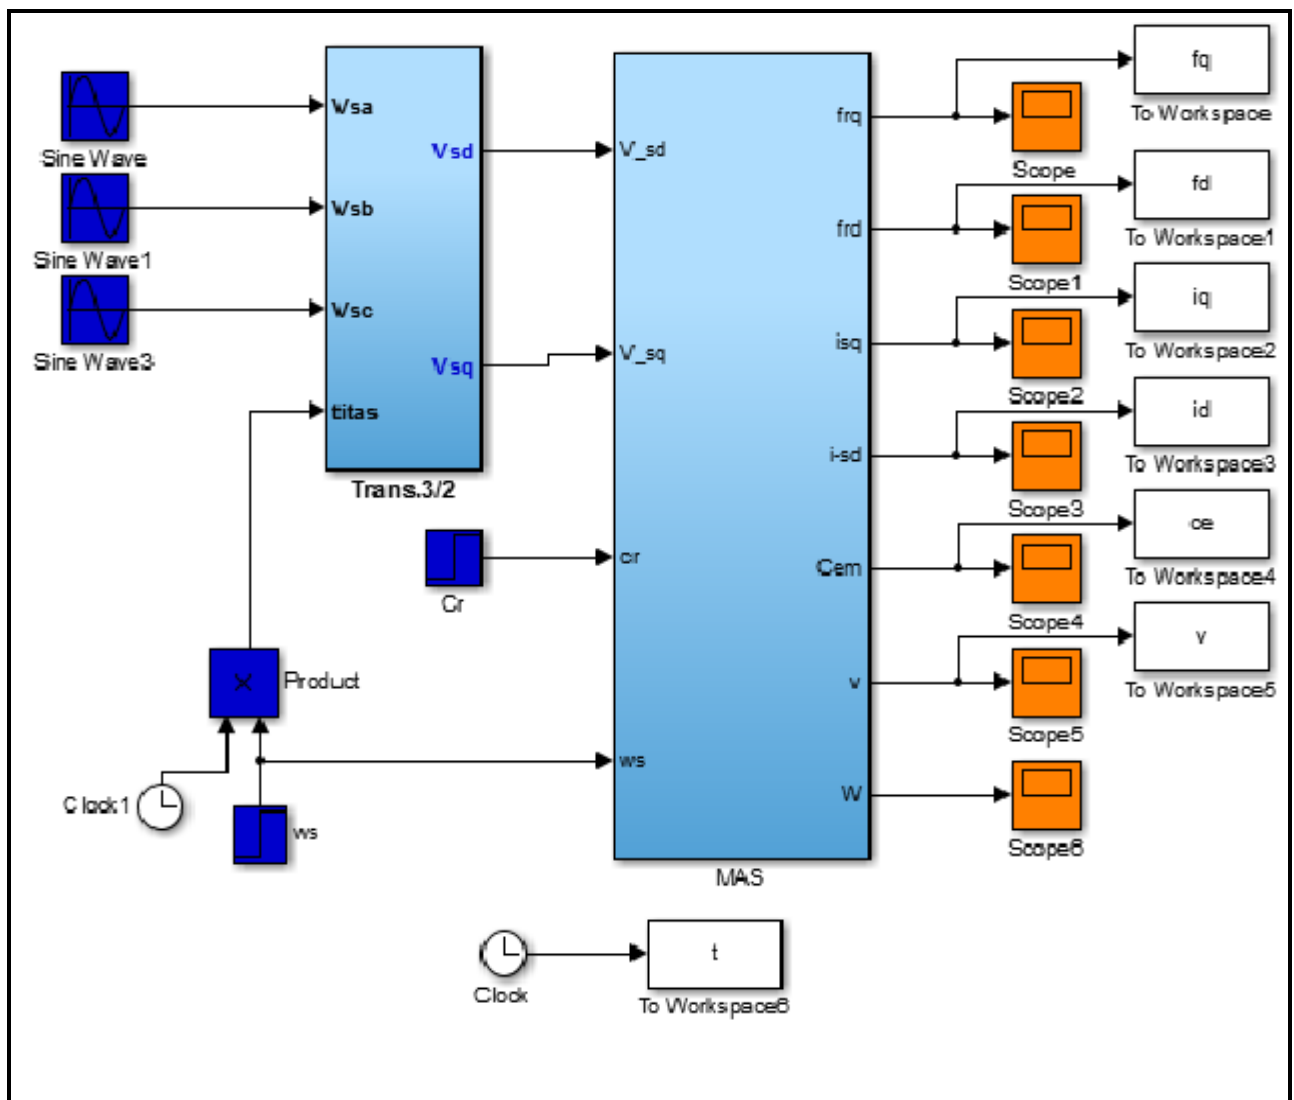 Sine Wave
Sine Wave1
Sine Wave3
Vsa
Vsb
Vsc
titas
Vsd
Vsq
Trans.3/2
Cr
Product
×
Clock1
ws
V_sd
V_sq
cr
ws
frq
frd
isq
i-sd
Cem
v
W
MAS
Scope
Scope1
Scope2
Scope3
Scope4
Scope5
Scope6
fq
To Workspace
fd
To Workspace1
iq
To Workspace2
id
To Workspace3
ce
To Workspace4
v
To Workspace5
Clock
t
To Workspace6